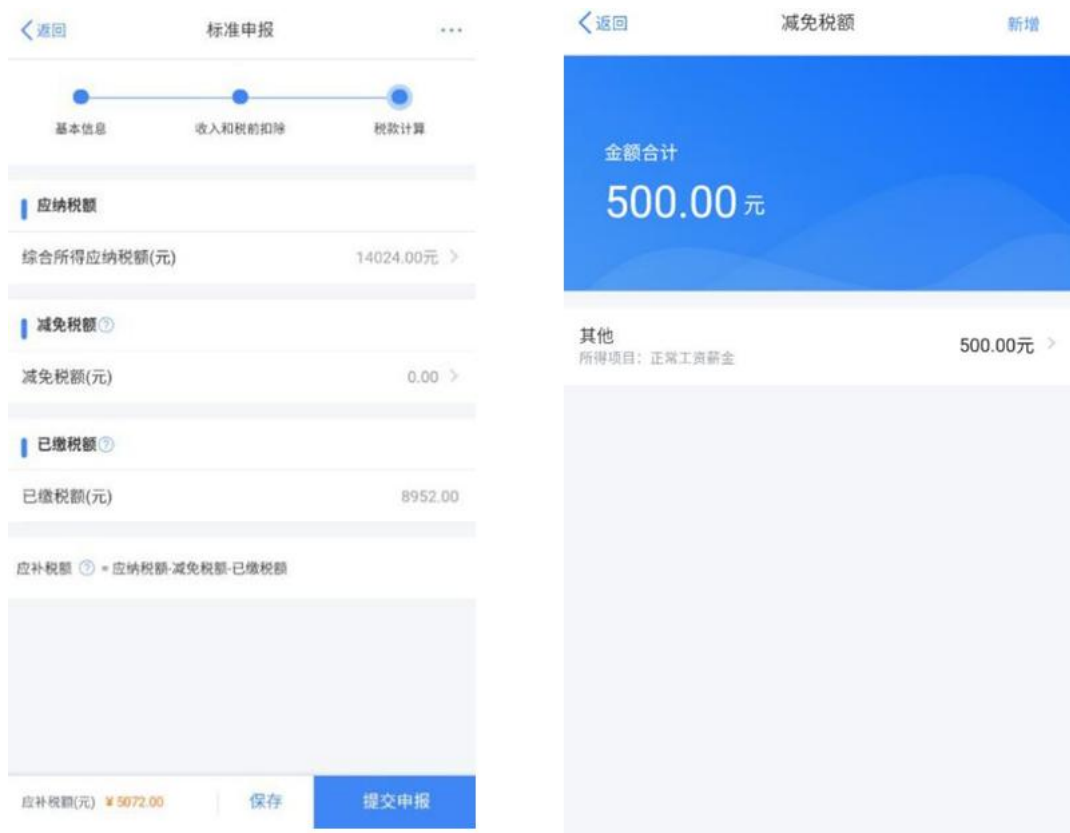 返回
标准申报
...
基本信息
收入和税前扣除
税款计算
应纳税额
综合所得应纳税额(元)
14024.00元
减免税额?
减免税额(元)
0.00
已缴税额?
已缴税额(元)
8952.00
应补税额 ? = 应纳税额-减免税额-已缴税额
应补税额(元) ¥5072.00
保存
提交申报
返回
减免税额
新增
金额合计
500.00 元
其他
500.00元
所得项目：正常工资薪金